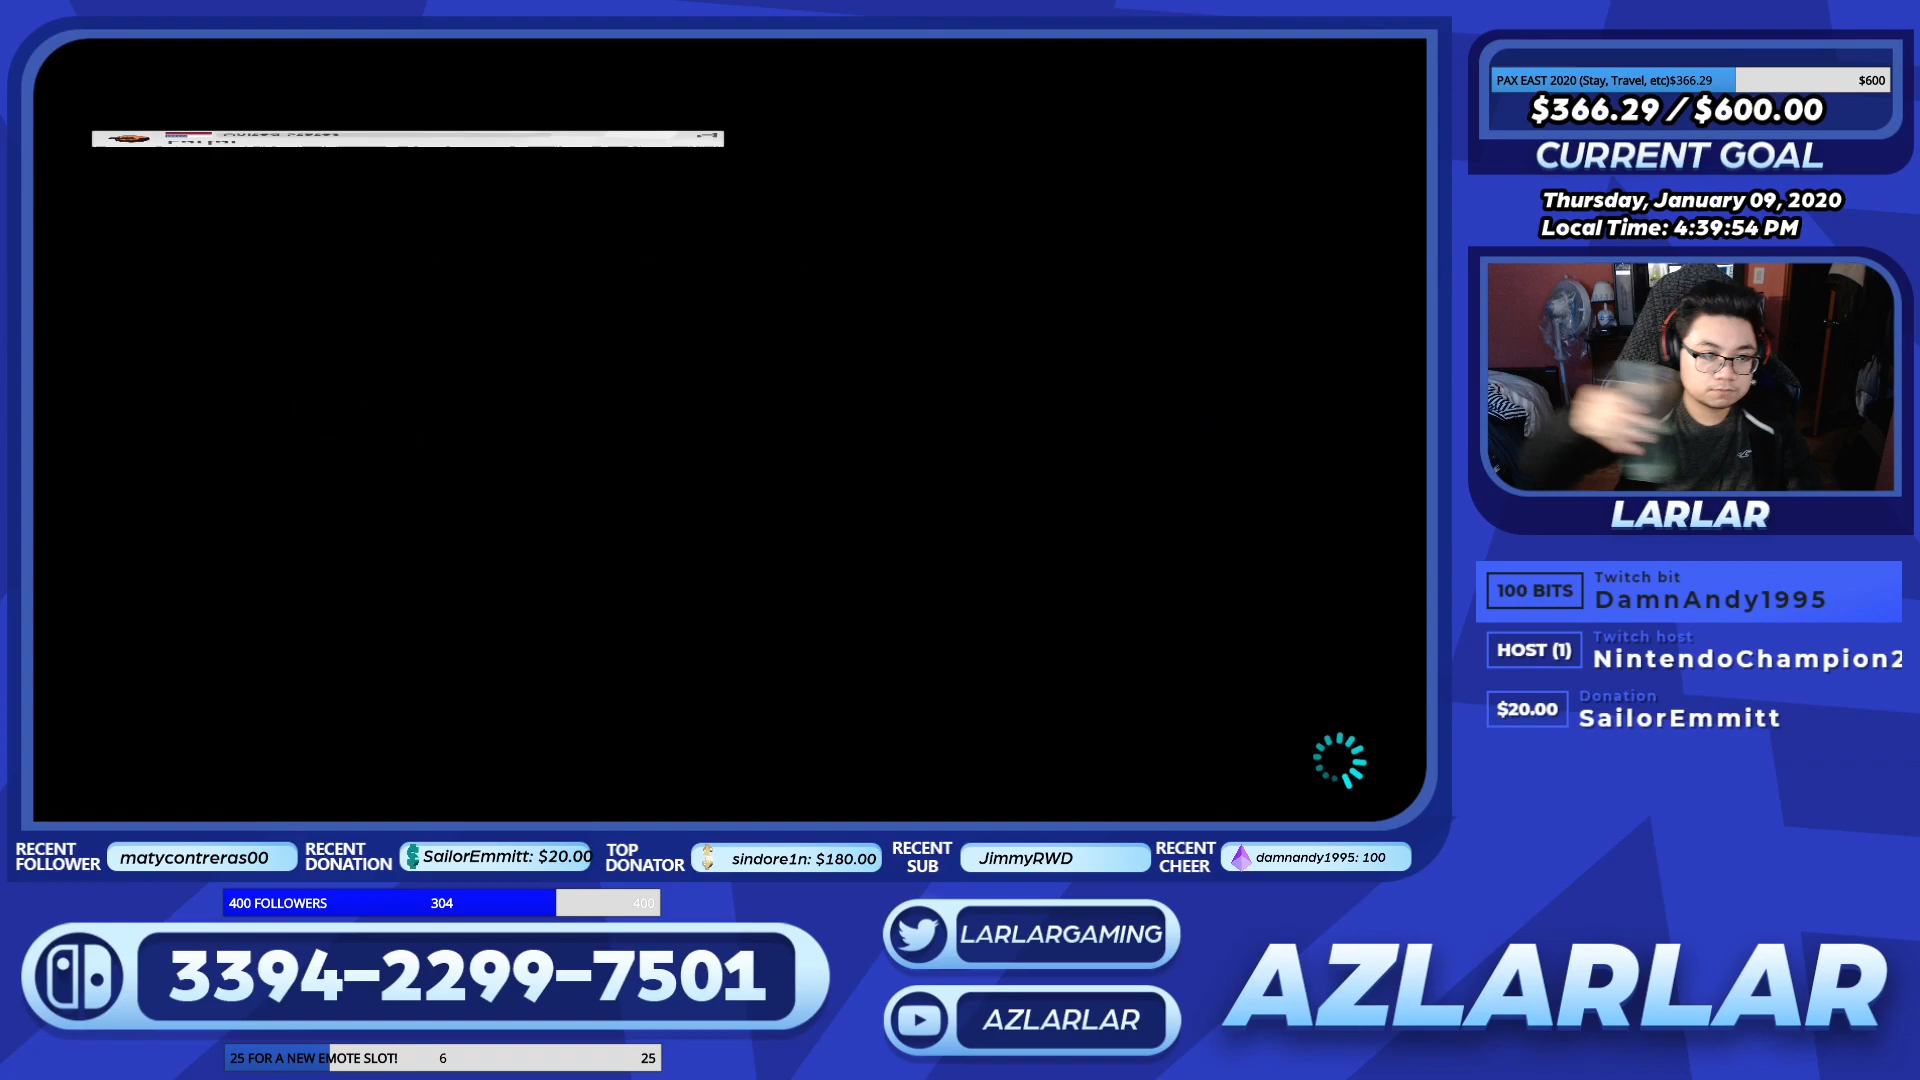 PAX EAST 2020 (Stay, Travel, etc)$366.29 $600
$366.29 / $600.00
CURRENT GOAL
Thursday, January 09, 2020
Local Time: 4:39:54 PM
LARLAR
100 BITS Twitch bit
DamnAndy1995
HOST (1) Twitch host
NintendoChampion2
$20.00 Donation
SailorEmmitt
RECENT FOLLOWER matycontreras00
RECENT DONATION SailorEmmitt: $20.00
TOP DONATOR sindore1n: $180.00
RECENT SUB JimmyRWD
RECENT CHEER damnandy1995: 100
400 FOLLOWERS 304 400
3394-2299-7501
25 FOR A NEW EMOTE SLOT! 6 25
LARLARGAMING
AZLARLAR
AZLARLAR